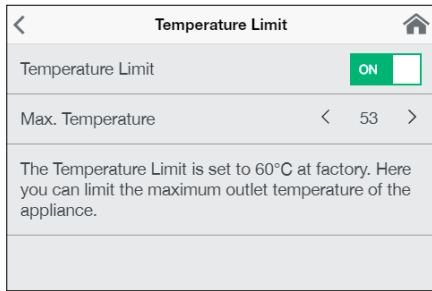 Temperature Limit
Temperature Limit ON
Max. Temperature < 53 >
The Temperature Limit is set to 60°C at factory. Here
you can limit the maximum outlet temperature of the
appliance.